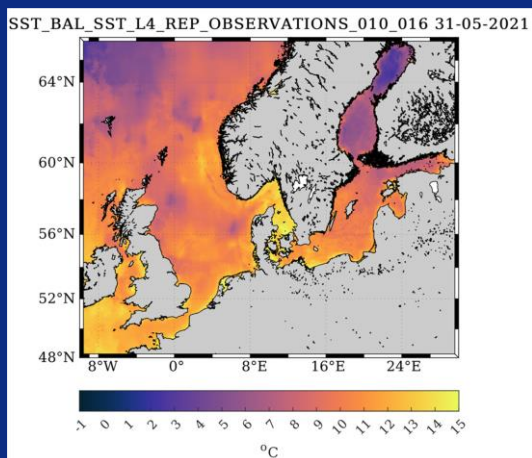 SST_BAL_SST_L4_REP_OBSERVATIONS_010_016 31-05-2021
64°N
60°N
56°N
52°N
48°N
8°W 0° 8°E 16°E 24°E
-1 0 1 2 3 4 5 6 7 8 9 10 11 12 13 14 15
°C